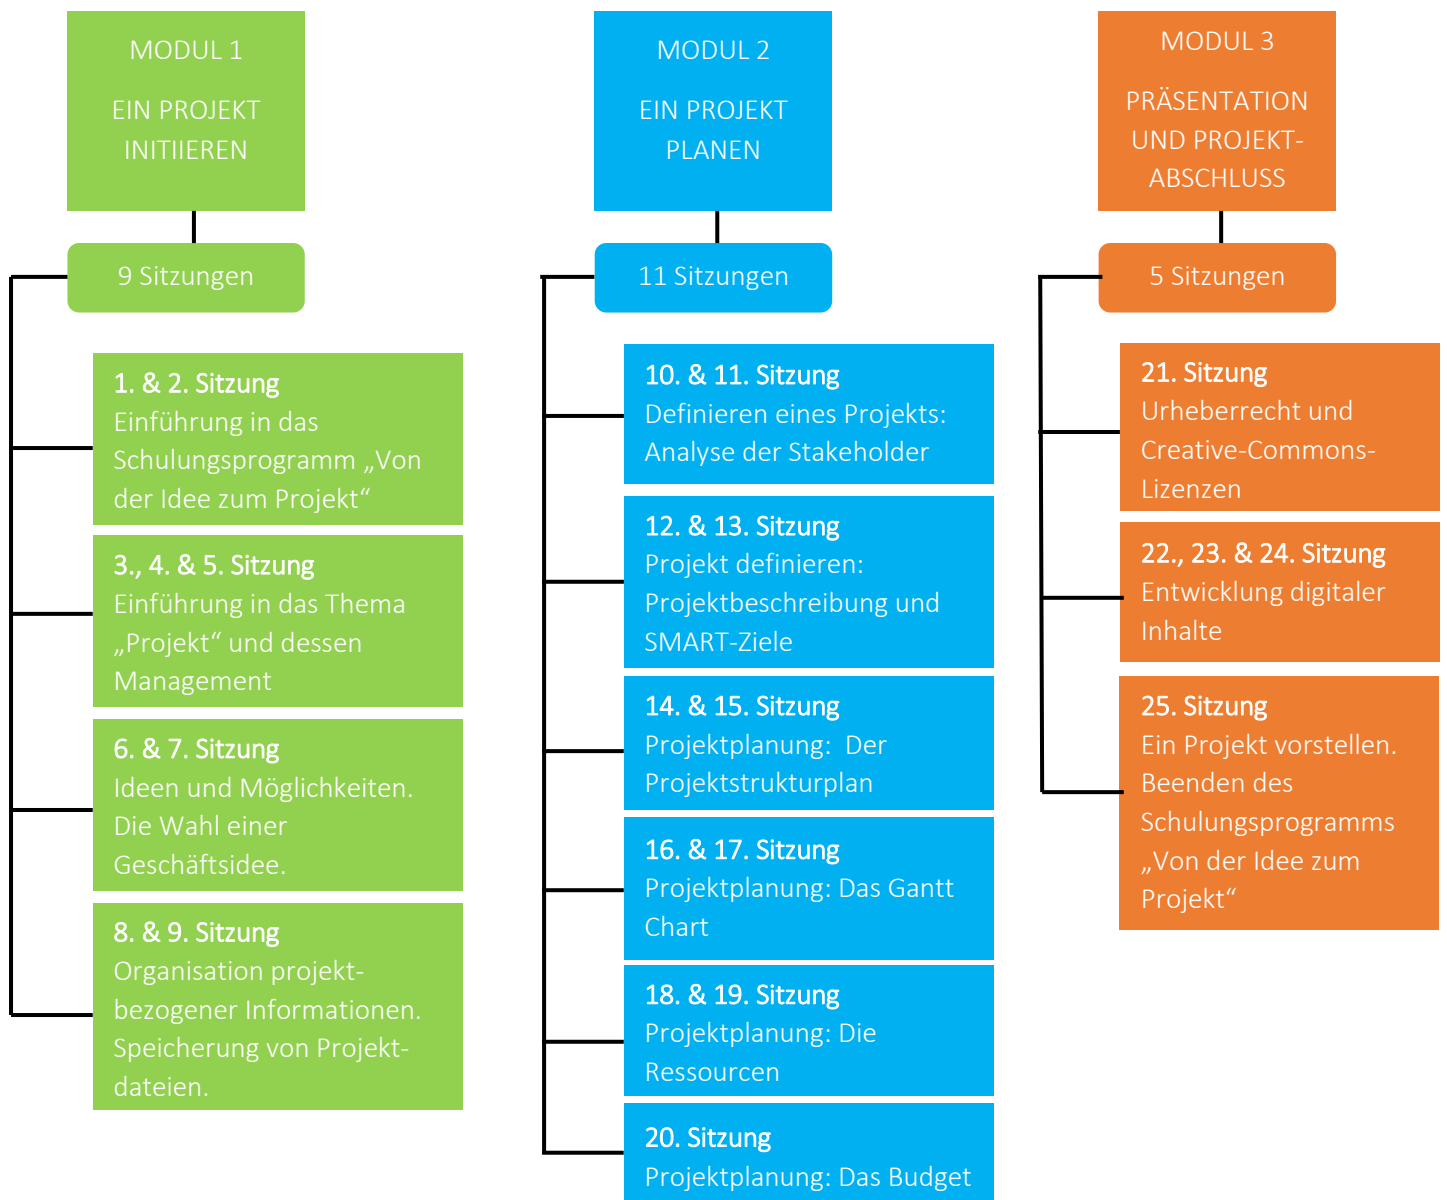 MODUL 1
EIN PROJEKT
INITIIEREN
9 Sitzungen
1. & 2. Sitzung
Einführung in das
Schulungsprogramm „Von
der Idee zum Projekt“
3., 4. & 5. Sitzung
Einführung in das Thema
„Projekt“ und dessen
Management
6. & 7. Sitzung
Ideen und Möglichkeiten.
Die Wahl einer
Geschäftsidee.
8. & 9. Sitzung
Organisation projekt-
bezogener Informationen.
Speicherung von Projekt-
dateien.
MODUL 2
EIN PROJEKT
PLANEN
11 Sitzungen
10. & 11. Sitzung
Definieren eines Projekts:
Analyse der Stakeholder
12. & 13. Sitzung
Projekt definieren:
Projektbeschreibung und
SMART-Ziele
14. & 15. Sitzung
Projektplanung:  Der
Projektstrukturplan
16. & 17. Sitzung
Projektplanung: Das Gantt
Chart
18. & 19. Sitzung
Projektplanung: Die
Ressourcen
20. Sitzung
Projektplanung: Das Budget
MODUL 3
PRÄSENTATION
UND PROJEKT-
ABSCHLUSS
5 Sitzungen
21. Sitzung
Urheberrecht und
Creative-Commons-
Lizenzen
22., 23. & 24. Sitzung
Entwicklung digitaler
Inhalte
25. Sitzung
Ein Projekt vorstellen.
Beenden des
Schulungsprogramms
„Von der Idee zum
Projekt“